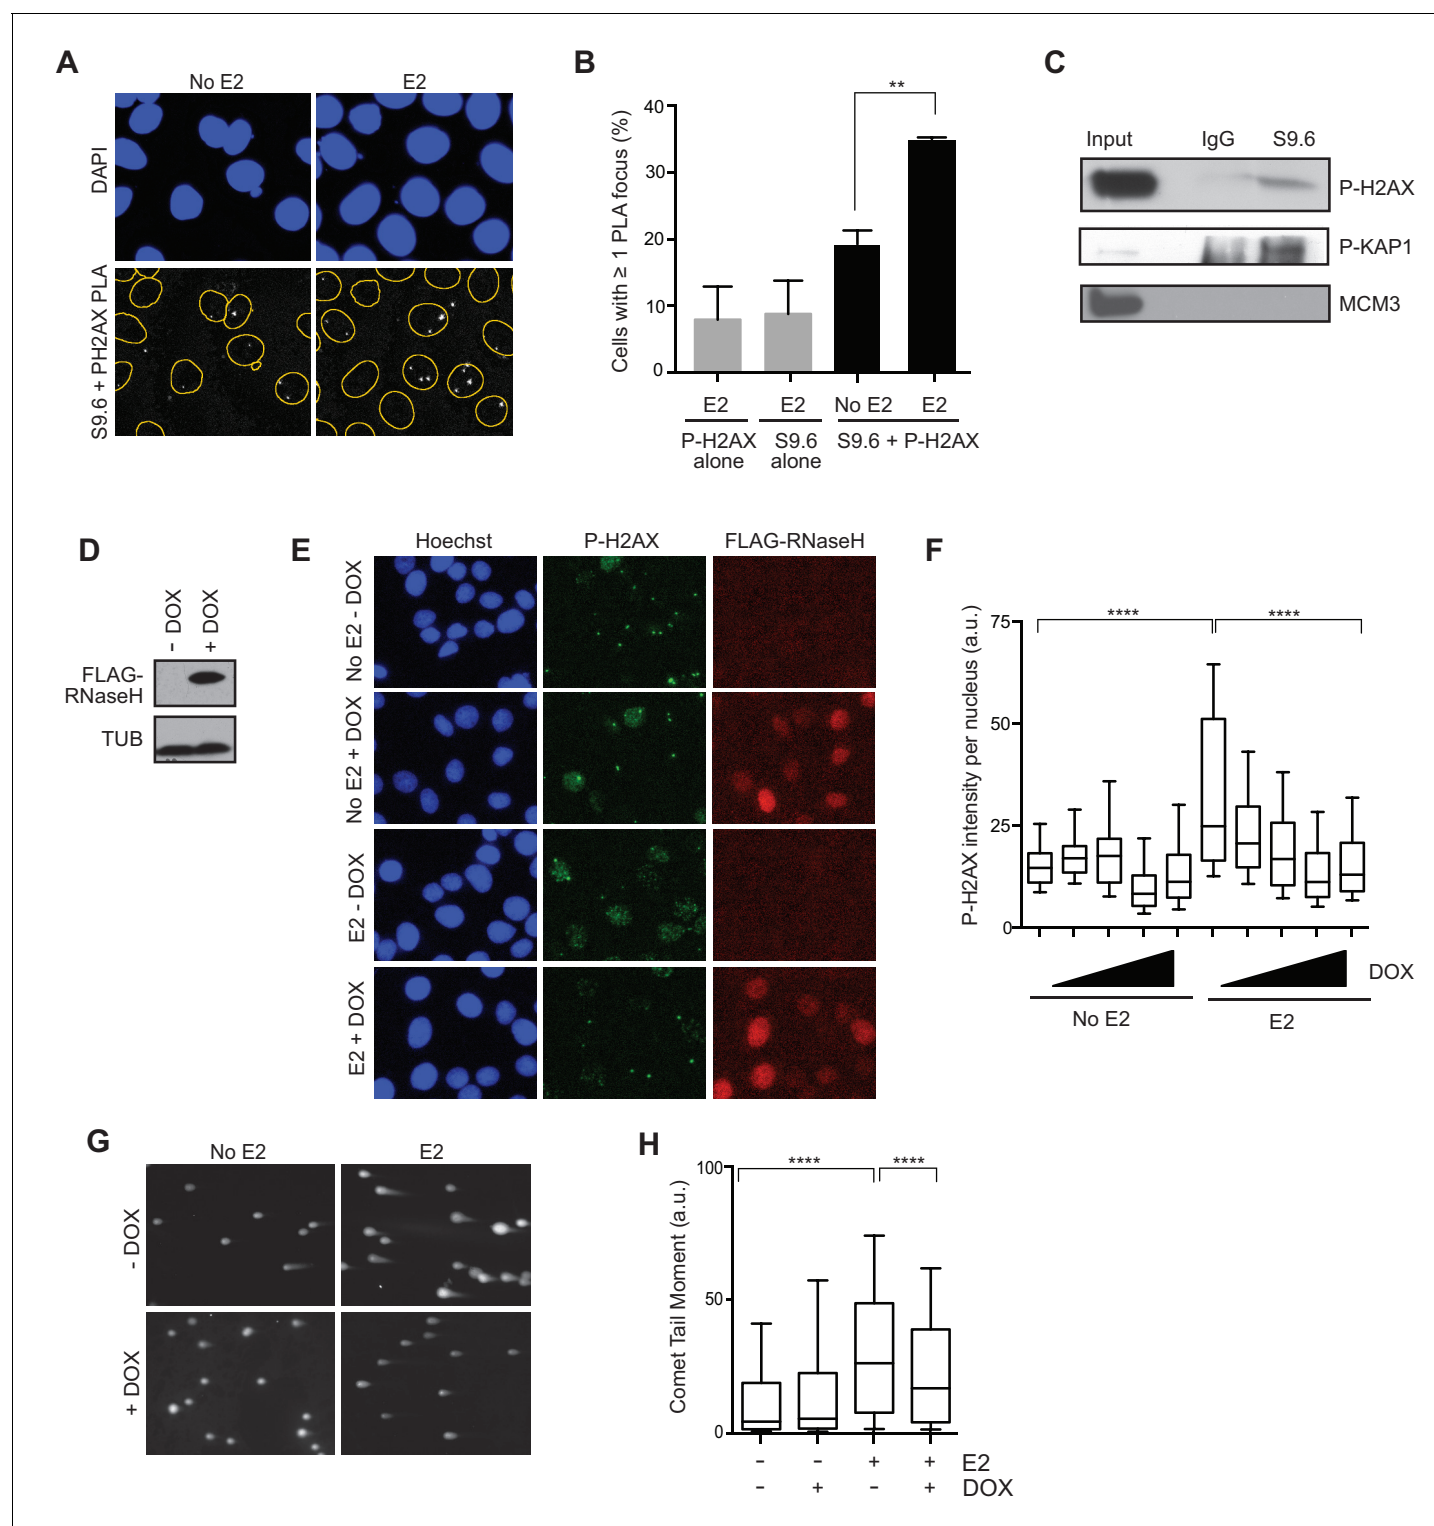 A
No E2
E2
DAPI
S9.6 + PH2AX PLA
B
Cells with ≥ 1 PLA focus (%)
40
30
20
10
0
**
E2
E2
No E2
E2
P-H2AX alone
S9.6 alone
S9.6 + P-H2AX
C
Input
IgG
S9.6
P-H2AX
P-KAP1
MCM3
D
- DOX
+ DOX
FLAG-
RNaseH
TUB
E
Hoechst
P-H2AX
FLAG-RNaseH
No E2 - DOX
No E2 + DOX
E2 - DOX
E2 + DOX
F
P-H2AX intensity per nucleus (a.u.)
75
50
25
0
****
****
DOX
No E2
E2
G
No E2
E2
- DOX
+ DOX
H
Comet Tail Moment (a.u.)
100
50
0
****
****
- - + + E2
- + - + DOX